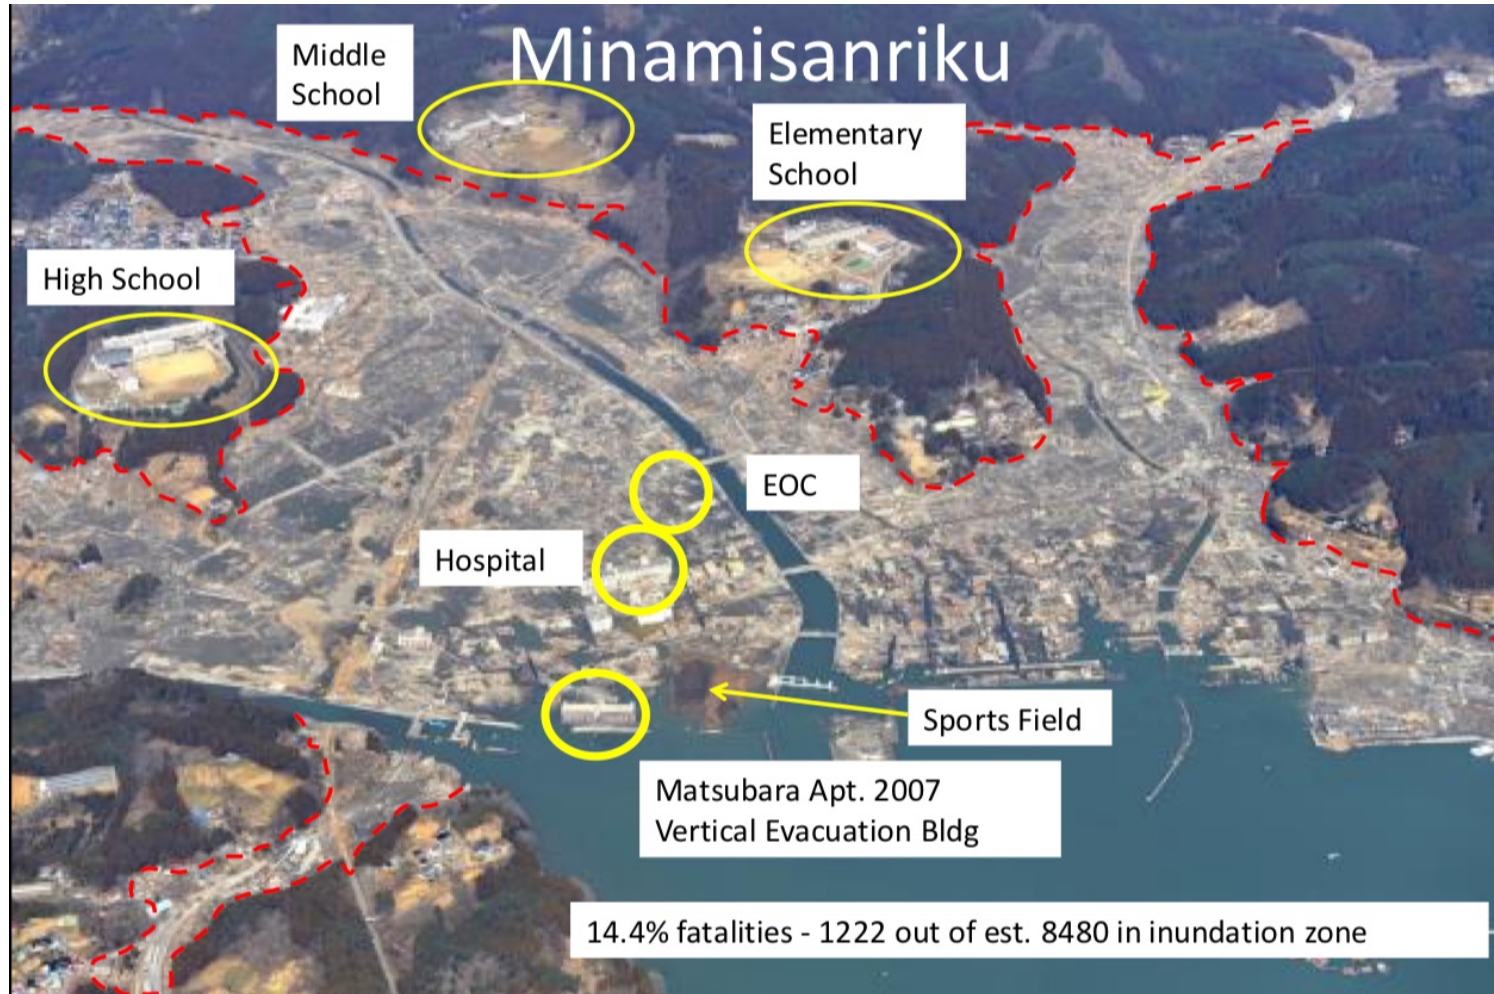 Minamisanriku
Middle
School
Elementary
School
High School
EOC
Hospital
Sports Field
Matsubara Apt. 2007
Vertical Evacuation Bldg
14.4% fatalities - 1222 out of est. 8480 in inundation zone